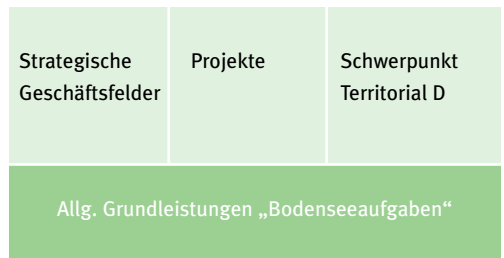 Strategische
Geschäftsfelder
Projekte
Schwerpunkt
Territorial D
Allg. Grundleistungen „Bodenseeaufgaben“